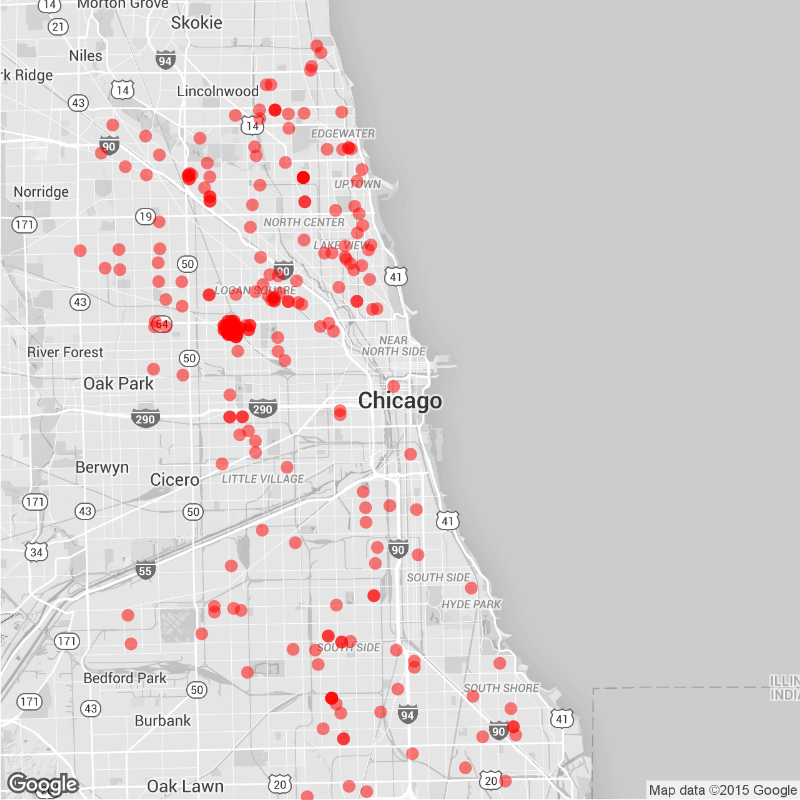 Morton Grove
14
21
Skokie
Niles
94
rk Ridge
14
Lincolnwood
43
14
EDGEWATER
90
UPTOWN
Norridge
19
171
NORTH CENTER
LAKE VIEW
50
90
41
LOGAN SQUARE
43
64
NEAR
NORTH SIDE
River Forest
50
Oak Park
Chicago
290
290
Berwyn
Cicero
LITTLE VILLAGE
171
43
50
41
34
90
55
SOUTH SIDE
HYDE PARK
171
SOUTH SIDE
Bedford Park
ILLIN
INDIA
50
SOUTH SHORE
171
43
94
41
Burbank
90
Oak Lawn
20
20
Google
Map data ©2015 Google